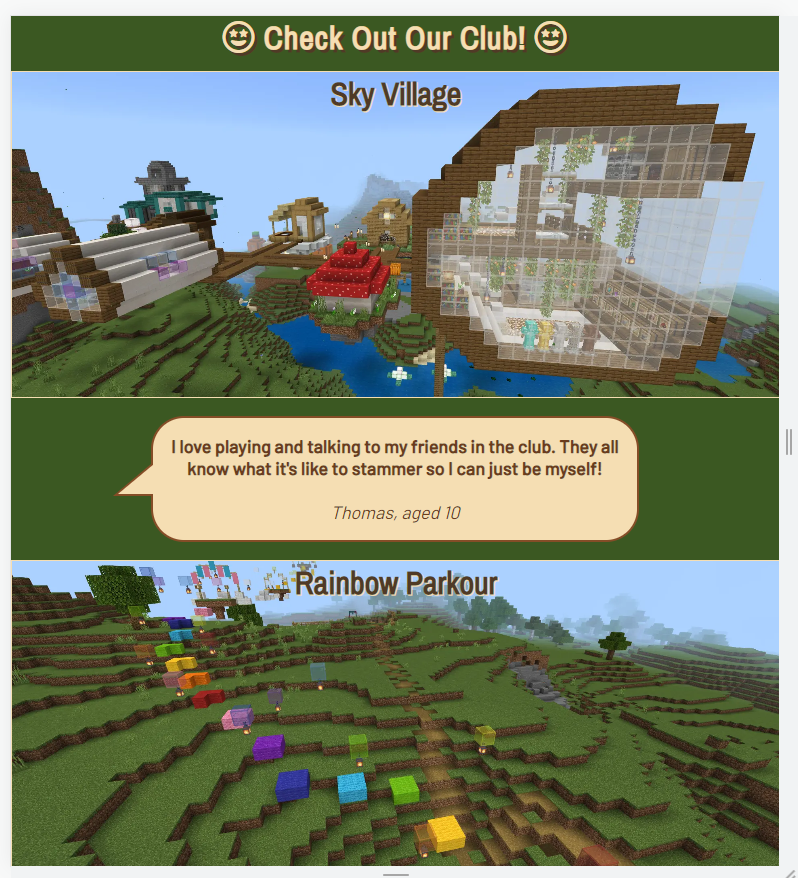 🤩 Check Out Our Club! 🤩
Sky Village
I love playing and talking to my friends in the club. They all
know what it's like to stammer so I can just be myself!
Thomas, aged 10
Rainbow Parkour